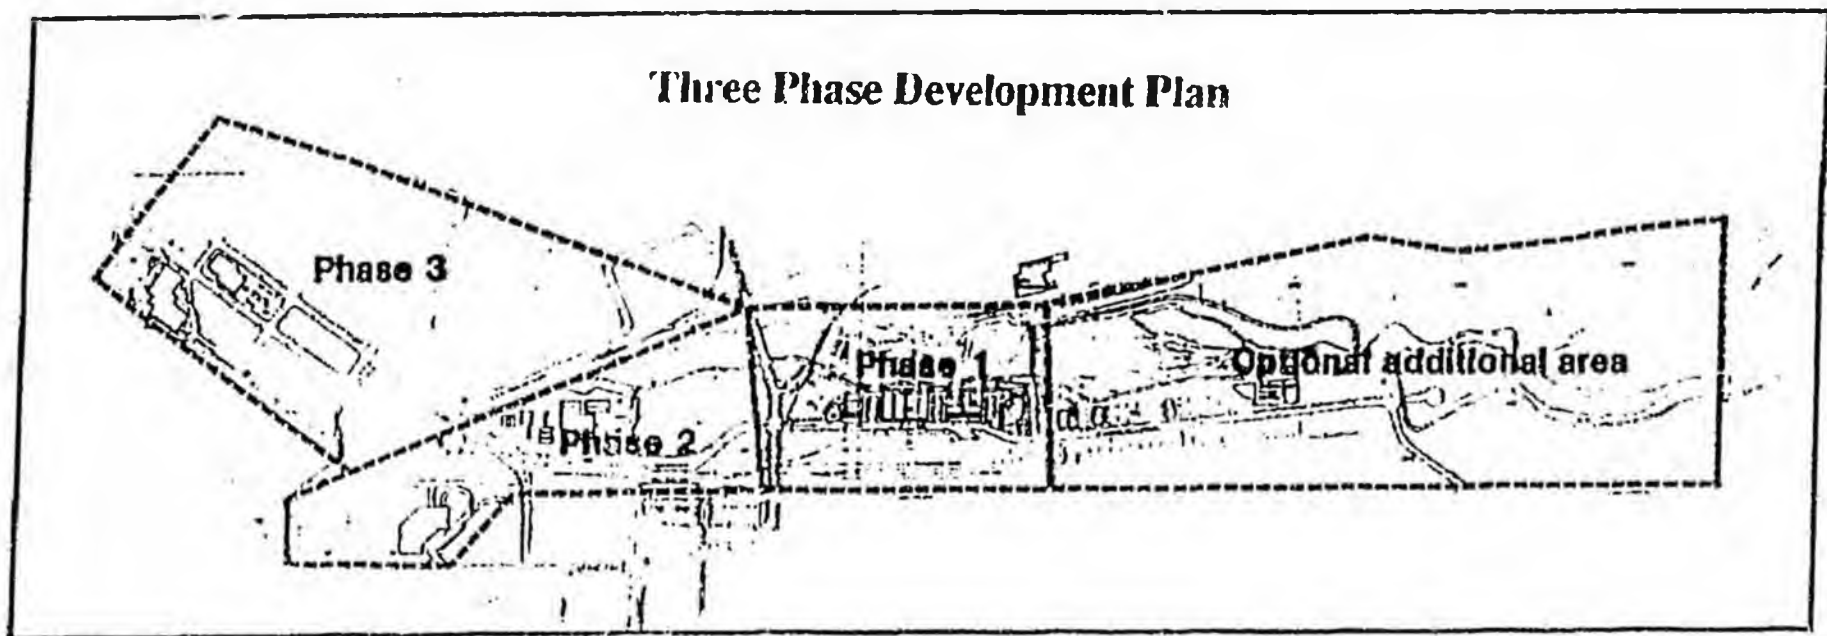 Three Phase Development Plan
Phase 3
Phase 1
Optional additional area
Phase 2